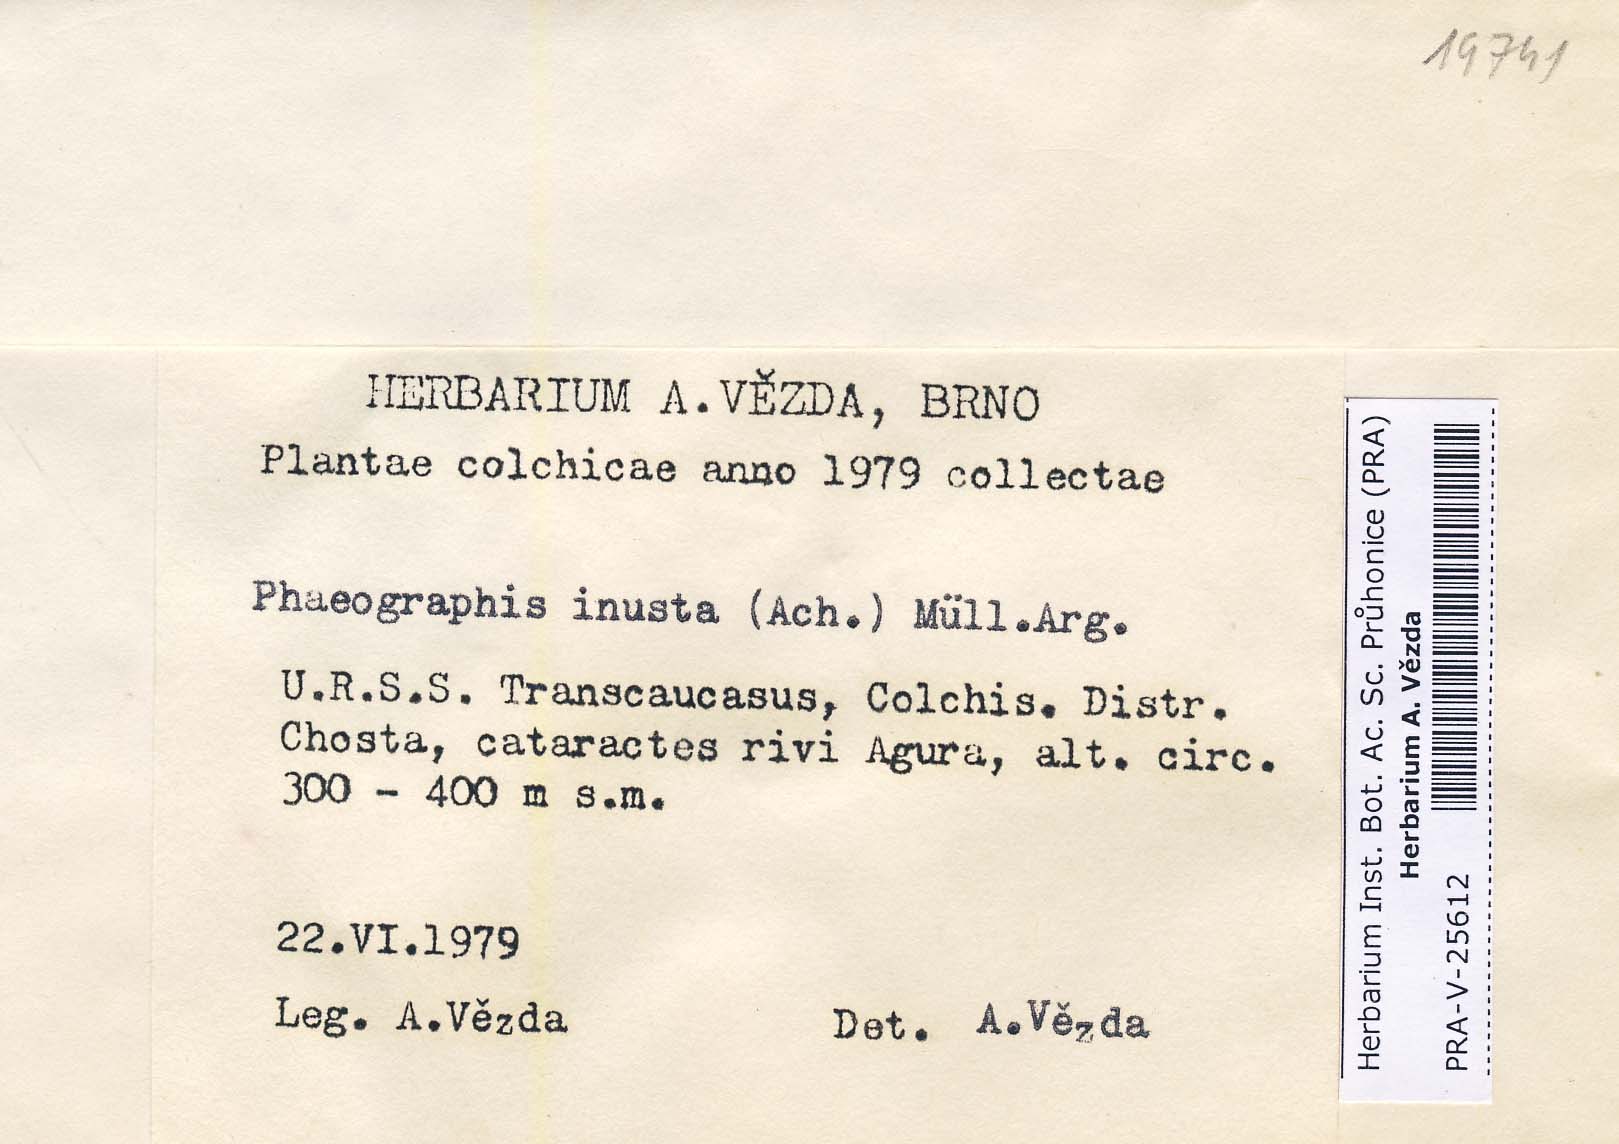 19741
HERBARIUM A.VĚZDA, BRNO
Plantae colchicae anno 1979 collectae
Phaeographis inusta (Ach.) Müll.Arg.
U.R.S.S. Transcaucasus, Colchis. Distr.
Chosta, cataractes rivi Agura, alt. circ.
300 - 400 m s.m.
22.VI.1979
Leg. A.Vězda
Det. A.Vězda
Herbarium Inst. Bot. Ac. Sc. Průhonice (PRA)
Herbarium A. Vězda
PRA-V-25612